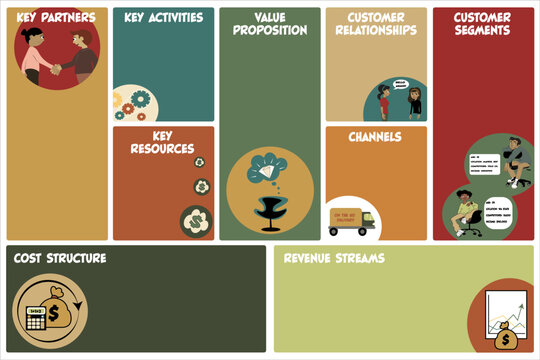 KEY PARTNERS
KEY ACTIVITIES
VALUE
PROPOSITION
CUSTOMER
RELATIONSHIPS
CUSTOMER
SEGMENTS
HELLO
KEY
RESOURCES
CHANNELS
ON THE GO
DELIVERY
COST STRUCTURE
REVENUE STREAMS
$
$